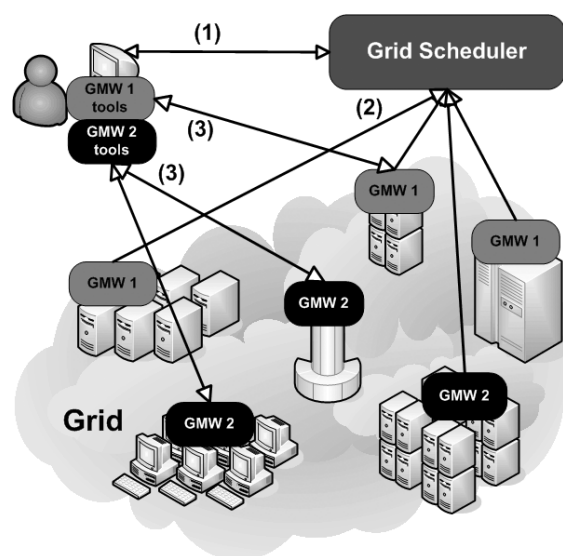 (1)
Grid Scheduler
GMW 1
tools
GMW 2
tools
(2)
(3)
(3)
GMW 1
GMW 1
GMW 1
GMW 2
GMW 2
GMW 2
Grid